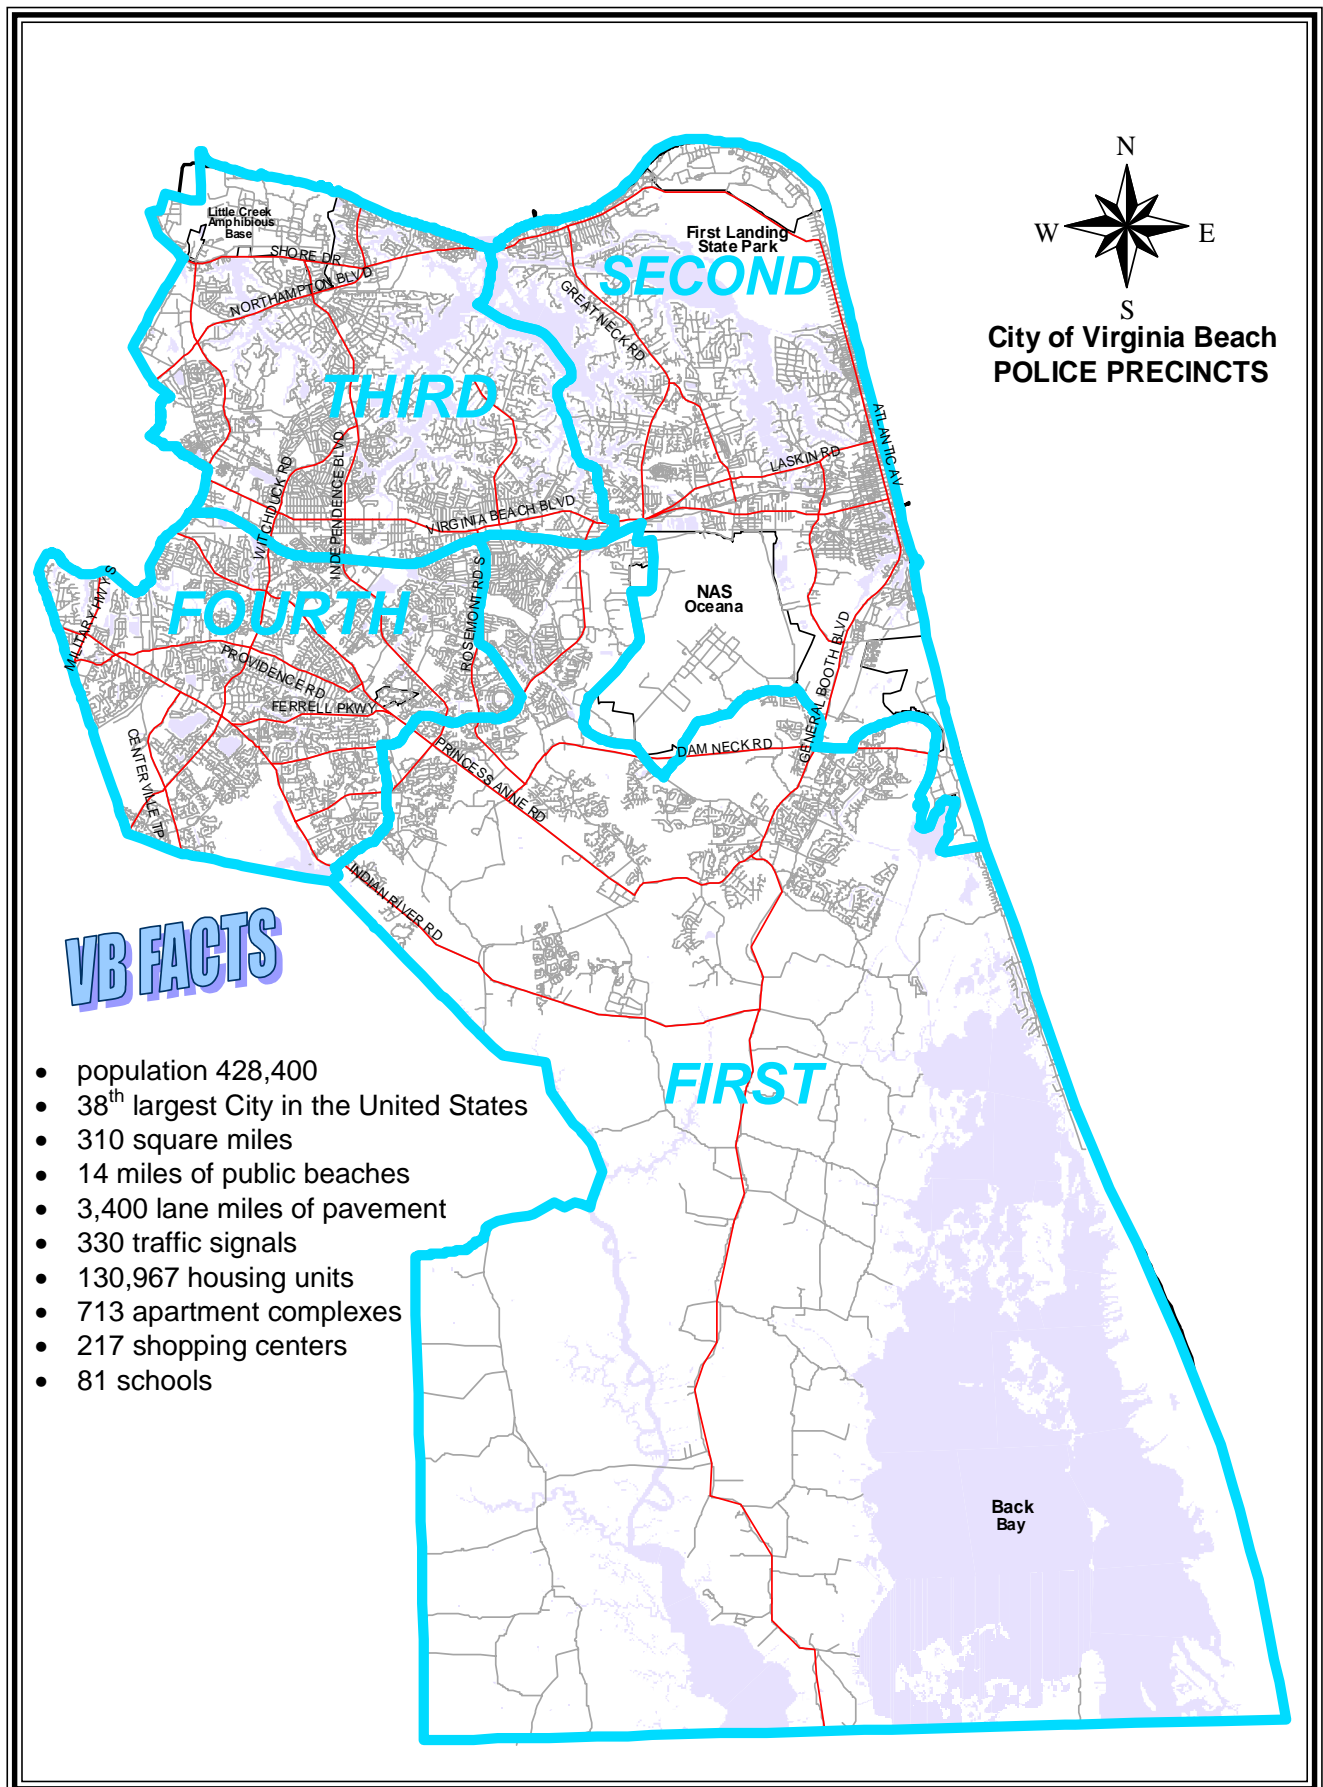 N
W
E
S
City of Virginia Beach
POLICE PRECINCTS
Little Creek
Amphibious
Base
SHORE DR
NORTHAMPTON BLVD
First Landing
State Park
SECOND
GREAT NECK RD
THIRD
ATLANTIC AV
LASKIN RD
WITCHDUCK RD
INDEPENDENCE BLVD
VIRGINIA BEACH BLVD
MILITARY HWY S
FOURTH
ROSEMONT RD S
NAS
Oceana
PROVIDENCE RD
FERRELL PKWY
GENERAL BOOTH BLVD
CENTERVILLE TP
PRINCESS ANNE RD
DAM NECK RD
INDIAN RIVER RD
VB FACTS
FIRST
• population 428,400
• 38th largest City in the United States
• 310 square miles
• 14 miles of public beaches
• 3,400 lane miles of pavement
• 330 traffic signals
• 130,967 housing units
• 713 apartment complexes
• 217 shopping centers
• 81 schools
Back
Bay